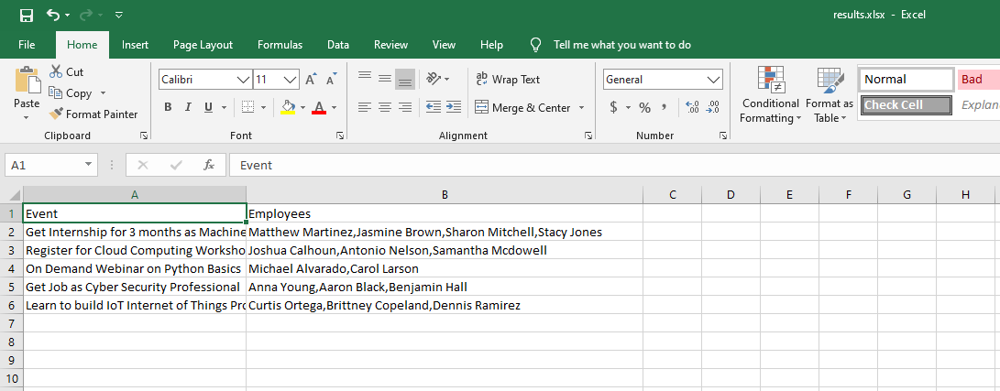 results.xlsx - Excel
File Home Insert Page Layout Formulas Data Review View Help Tell me what you want to do
Cut
Copy
Format Painter
Paste
Clipboard
Calibri 11 A A
B I U A
Font
ab Wrap Text
Merge & Center
Alignment
General
$ % ,
Number
Conditional Formatting
Format as Table
Normal Bad
Check Cell Explan
A1 fx Event
A B C D E F G H
1 Event Employees
2 Get Internship for 3 months as Machine Matthew Martinez,Jasmine Brown,Sharon Mitchell,Stacy Jones
3 Register for Cloud Computing Worksho Joshua Calhoun,Antonio Nelson,Samantha Mcdowell
4 On Demand Webinar on Python Basics Michael Alvarado,Carol Larson
5 Get Job as Cyber Security Professional Anna Young,Aaron Black,Benjamin Hall
6 Learn to build IoT Internet of Things Pro Curtis Ortega,Brittney Copeland,Dennis Ramirez
7
8
9
10